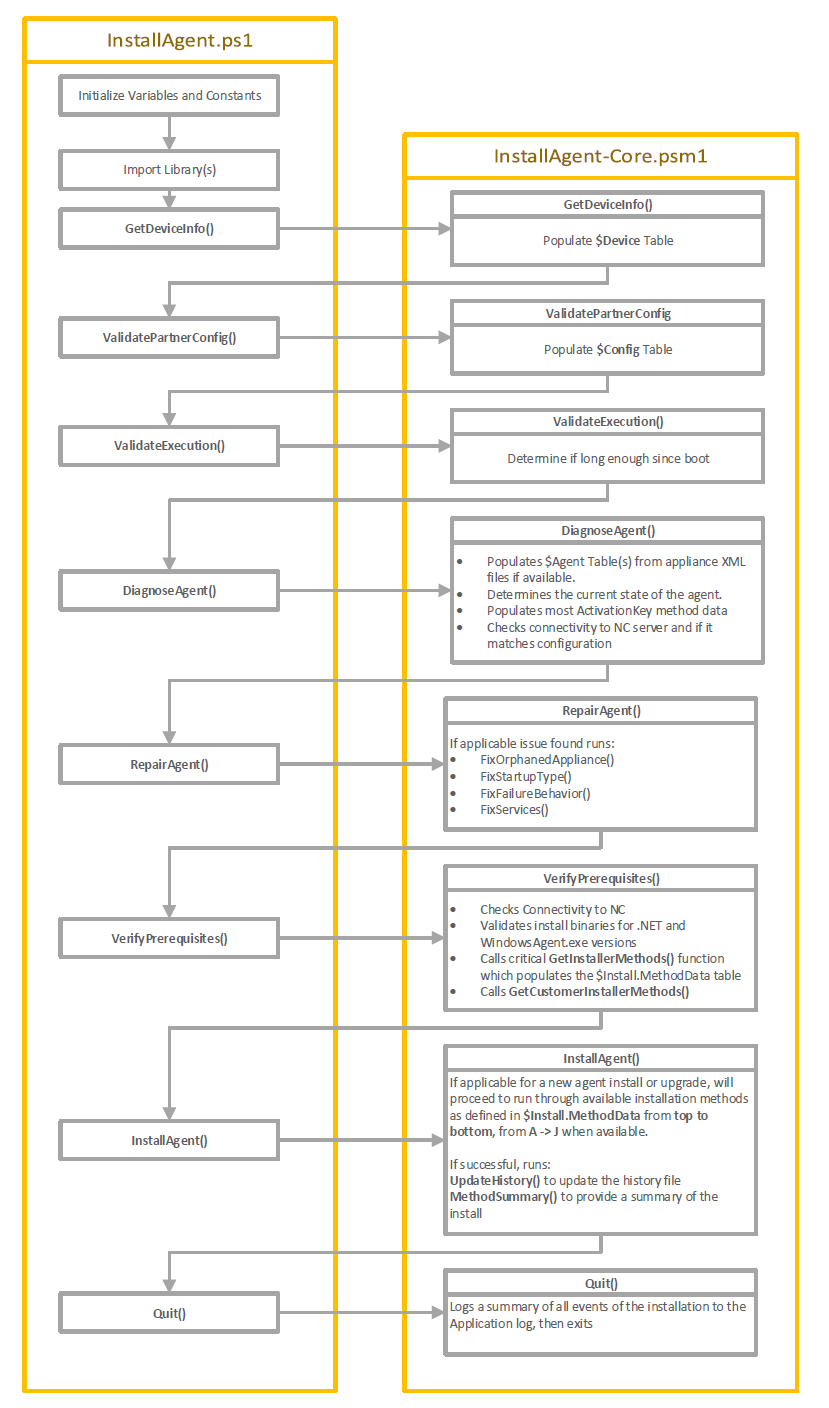 InstallAgent.ps1
Initialize Variables and Constants
Import Library(s)
GetDeviceInfo()
ValidatePartnerConfig()
ValidateExecution()
DiagnoseAgent()
RepairAgent()
VerifyPrerequisites()
InstallAgent()
Quit()
InstallAgent-Core.psm1
GetDeviceInfo()
Populate $Device Table
ValidatePartnerConfig
Populate $Config Table
ValidateExecution()
Determine if long enough since boot
DiagnoseAgent()
• Populates $Agent Table(s) from appliance XML
files if available.
• Determines the current state of the agent.
• Populates most ActivationKey method data
• Checks connectivity to NC server and if it
matches configuration
RepairAgent()
If applicable issue found runs:
• FixOrphanedAppliance()
• FixStartupType()
• FixFailureBehavior()
• FixServices()
VerifyPrerequisites()
• Checks Connectivity to NC
• Validates install binaries for .NET and
WindowsAgent.exe versions
• Calls critical GetInstallerMethods() function
which populates the $Install.MethodData table
• Calls GetCustomerInstallerMethods()
InstallAgent()
If applicable for a new agent install or upgrade, will
proceed to run through available installation methods
as defined in $Install.MethodData from top to
bottom, from A -> J when available.
If successful, runs:
UpdateHistory() to update the history file
MethodSummary() to provide a summary of the
install
Quit()
Logs a summary of all events of the installation to the
Application log, then exits